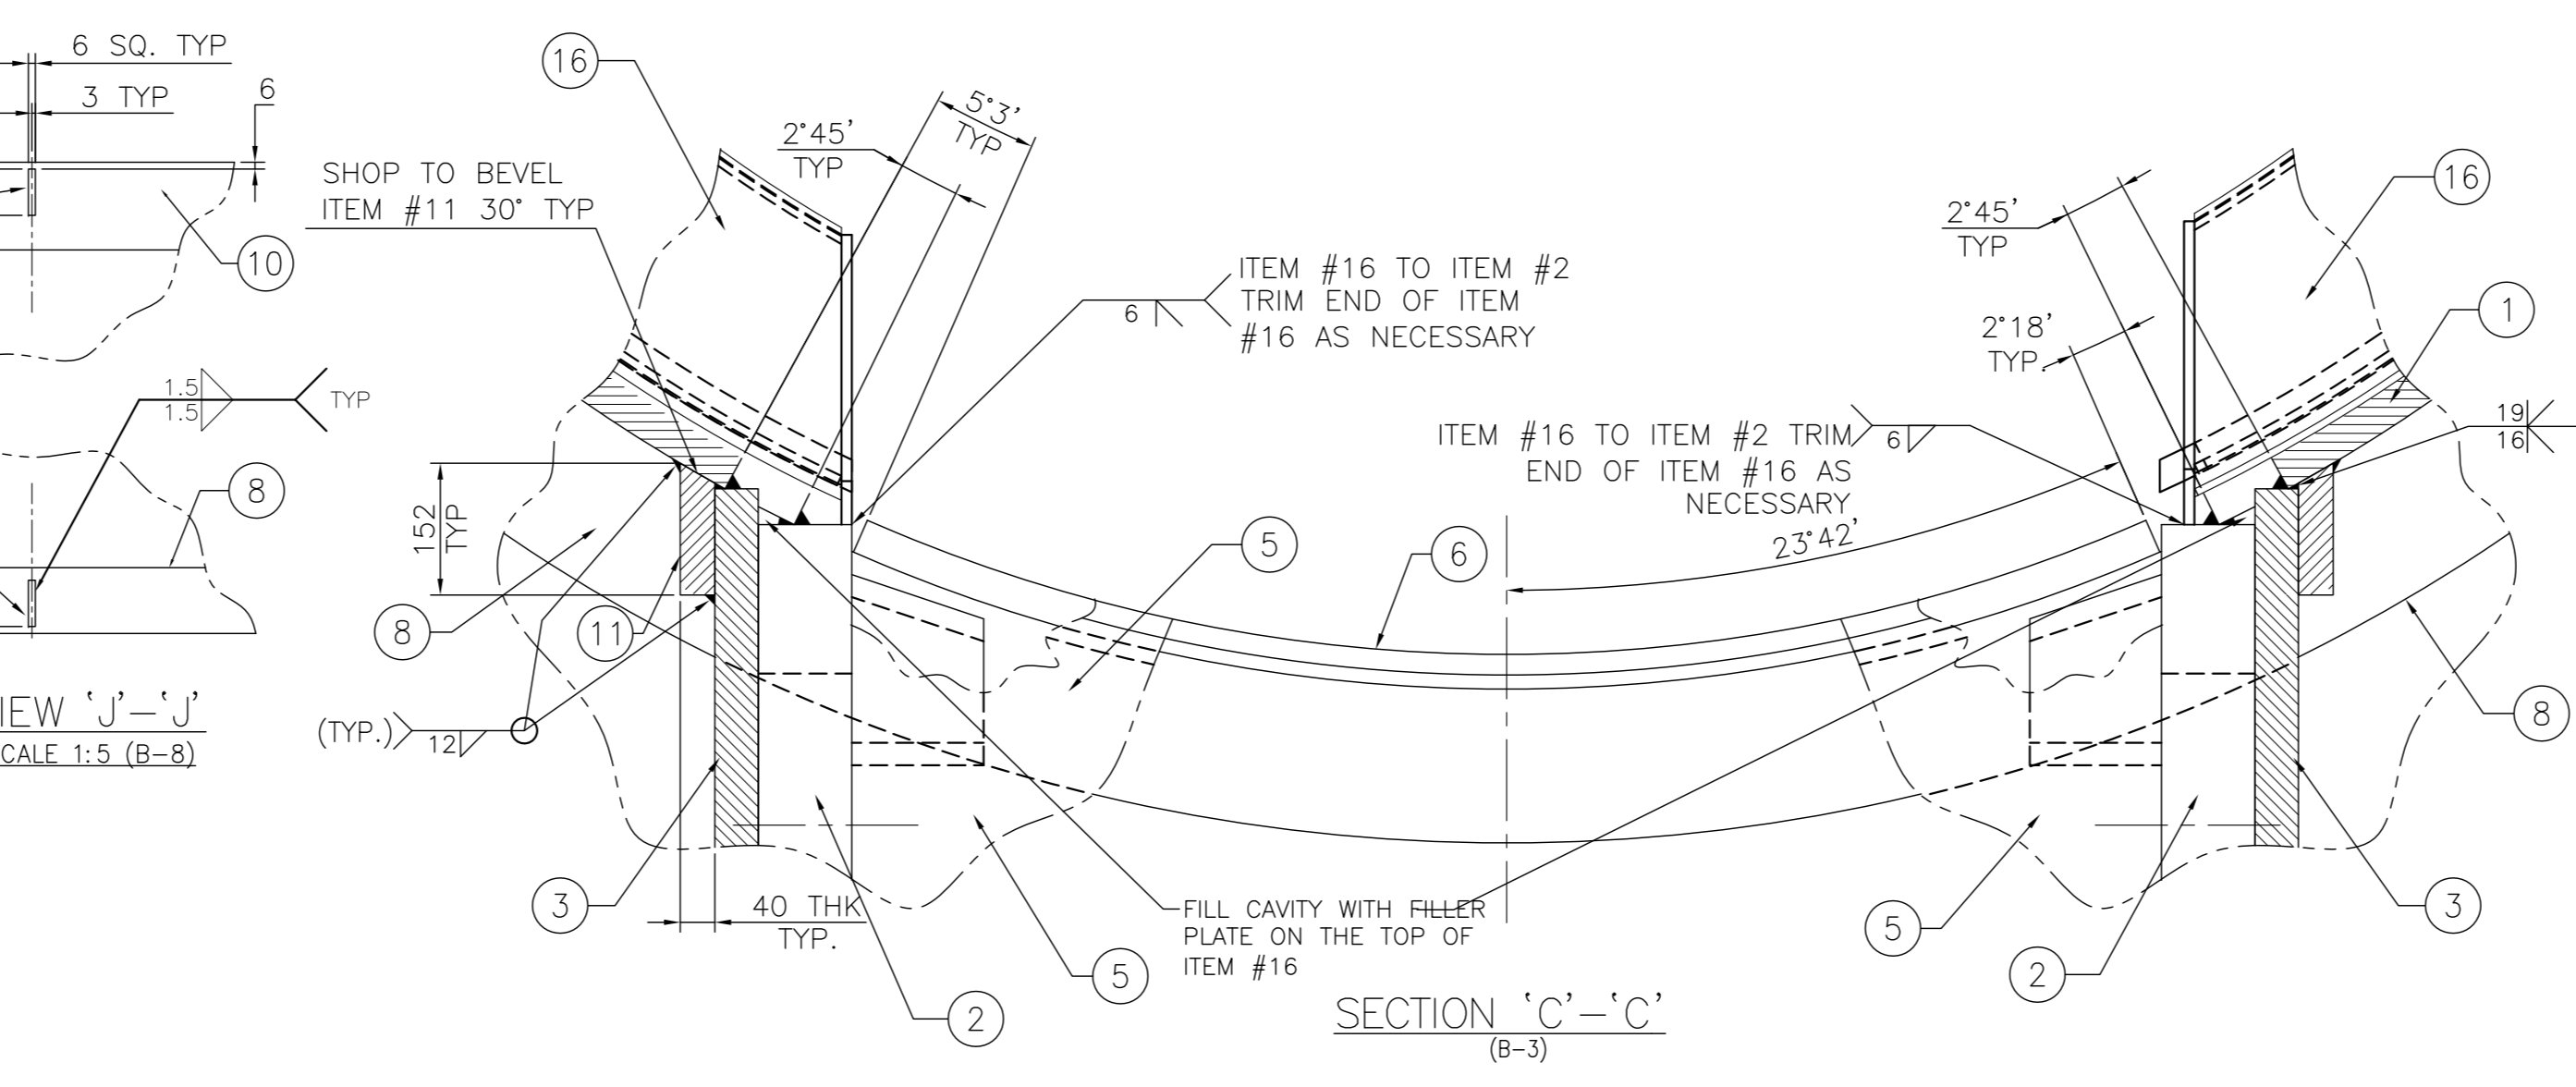 6 SQ. TYP
3 TYP
6
10
1.5
1.5
TYP
8
IEW 'J'-'J'
CALE 1:5 (B-8)
16
SHOP TO BEVEL
ITEM #11 30° TYP
2°45'
TYP
5°3'
TYP
6
ITEM #16 TO ITEM #2
TRIM END OF ITEM
#16 AS NECESSARY
152
TYP
8
11
(TYP.)
12
3
40 THK
TYP.
2
5
5
6
FILL CAVITY WITH FILLER
PLATE ON THE TOP OF
ITEM #16
23°42'
ITEM #16 TO ITEM #2 TRIM
END OF ITEM #16 AS
NECESSARY
6
2°45'
TYP
2°18'
TYP.
16
1
19
16
8
3
5
2
SECTION 'C'-'C'
(B-3)